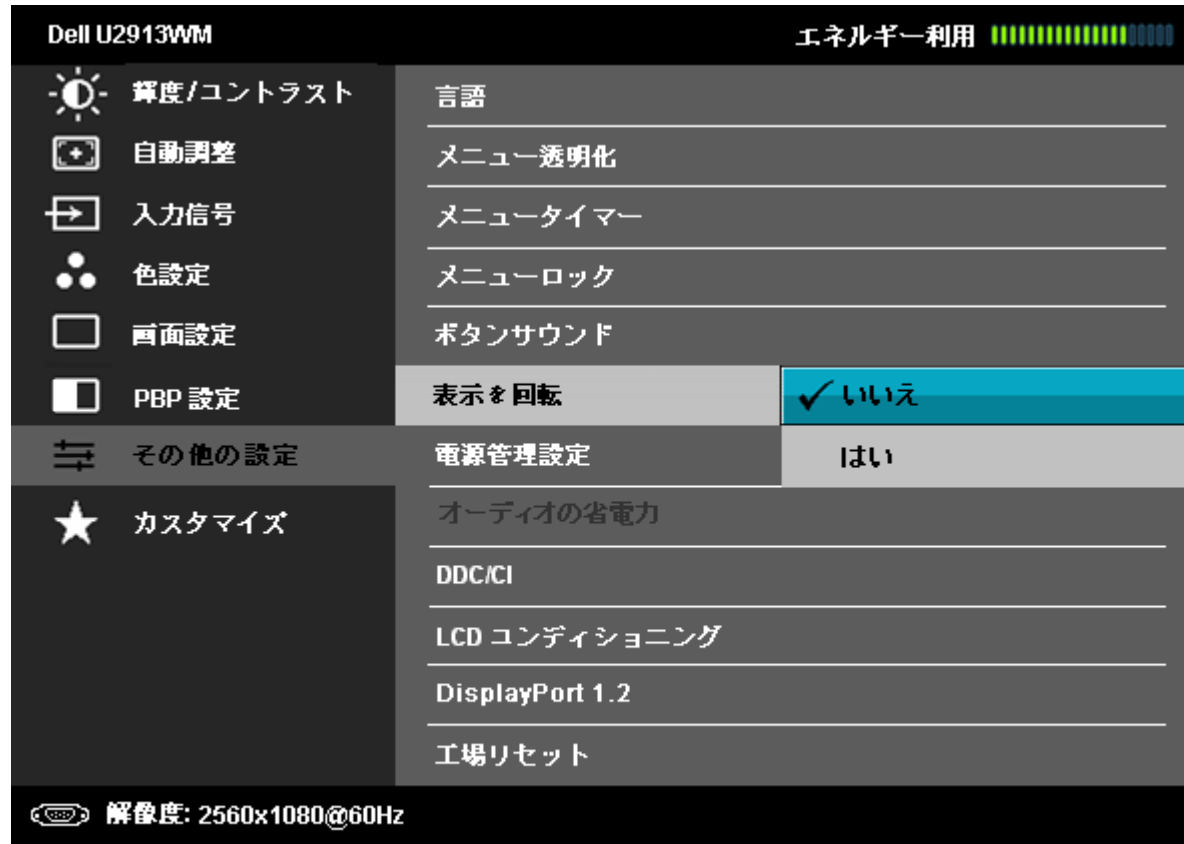 Dell U2913WM エネルギー利用
輝度/コントラスト
自動調整
入力信号
色設定
画面設定
PBP 設定
その他の設定
カスタマイズ
言語
メニュー透明化
メニュータイマー
メニューロック
ボタンサウンド
表示を回転
いいえ
はい
電源管理設定
オーディオの省電力
DDC/CI
LCD コンディショニング
DisplayPort 1.2
工場リセット
解像度: 2560x1080@60Hz